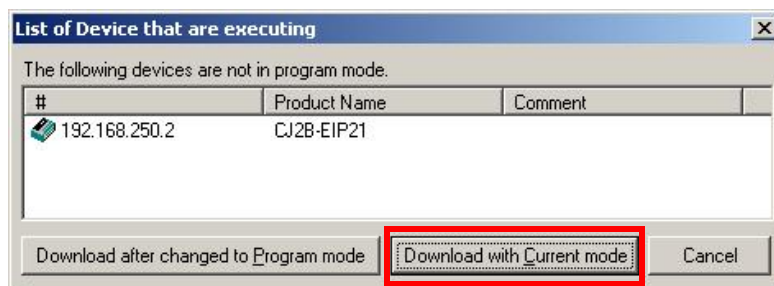 List of Device that are executing
The following devices are not in program mode.
# Product Name Comment
192.168.250.2 CJ2B-EIP21
Download after changed to Program mode Download with Current mode Cancel